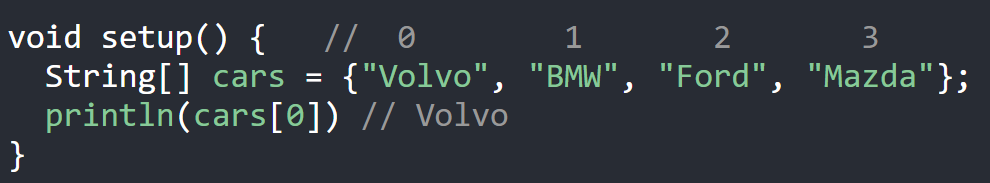 void setup() {   //  0        1       2       3
  String[] cars = {"Volvo", "BMW", "Ford", "Mazda"};
  println(cars[0]) // Volvo
}